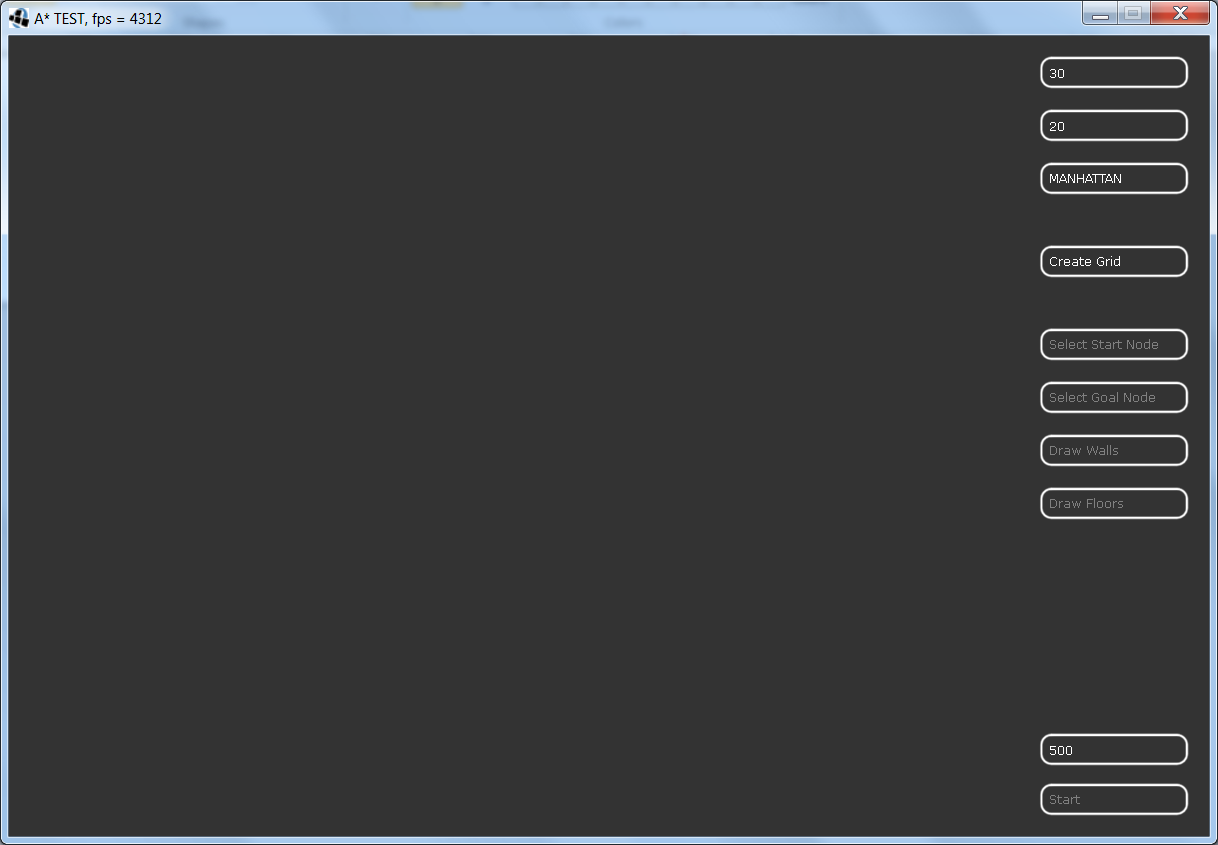 A* TEST, fps = 4312
30
20
MANHATTAN
Create Grid
Select Start Node
Select Goal Node
Draw Walls
Draw Floors
500
Start